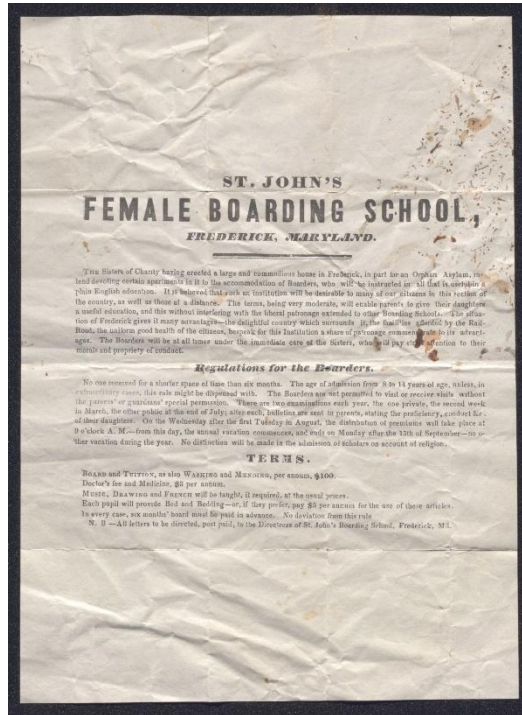 ST. JOHN'S
FEMALE BOARDING SCHOOL,
FREDERICK, MARYLAND.
THE Sisters of Charity having erected a large and commodious house in Frederick, in part for an Orphan Asylum, in-
tend devoting certain apartments in it to the accommodation of Boarders, who will be instructed in all that is useful in a
plain English education. It is believed that such an institution will be desirable to many of our citizens in this section of
the country, as well as those at a distance. The terms, being very moderate, will enable parents to give their daughters
a useful education, and this without interfering with the liberal patronage extended to other Boarding Schools. The situa-
tion of Frederick gives it many advantages—the delightful country which surrounds it, the facilities afforded by the Rail-
Road, the uniform good health of the citizens, bespeak for this Institution a share of patronage commensurate to its advant-
ages. The Boarders will be at all times under the immediate care of the Sisters, who will pay attention to their
morals and propriety of conduct.
Regulations for the Boarders.
No one received for a shorter space of time than six months. The age of admission from 8 to 14 years of age, unless, in
extraordinary cases, this rule might be dispensed with. The Boarders are not permitted to visit or receive visits without
the parents' or guardians' special permission. There are two examinations each year, the one private, the second week
in March, the other public at the end of July; after each, bulletins are sent to parents, stating the proficiency, conduct &c.
of their daughters. On the Wednesday after the first Tuesday in August, the distribution of premiums will take place at
9 o'clock A. M.—from this day, the annual vacation commences, and ends on Monday after the 15th of September—no o-
ther vacation during the year. No distinction will be made in the admission of scholars on account of religion.
TERMS.
BOARD and TUITION, as also WASHING and MENDING, per annum, $100.
Doctor's fee and Medicine, $3 per annum.
MUSIC, DRAWING and FRENCH will be taught, if required, at the usual prices.
Each pupil will provide Bed and Bedding—or, if they prefer, pay $5 per annum for the use of these articles.
In every case, six months' board must be paid in advance. No deviation from this rule
N. B —All letters to be directed, post paid, to the Directress of St. John's Boarding School, Frederick, Md.